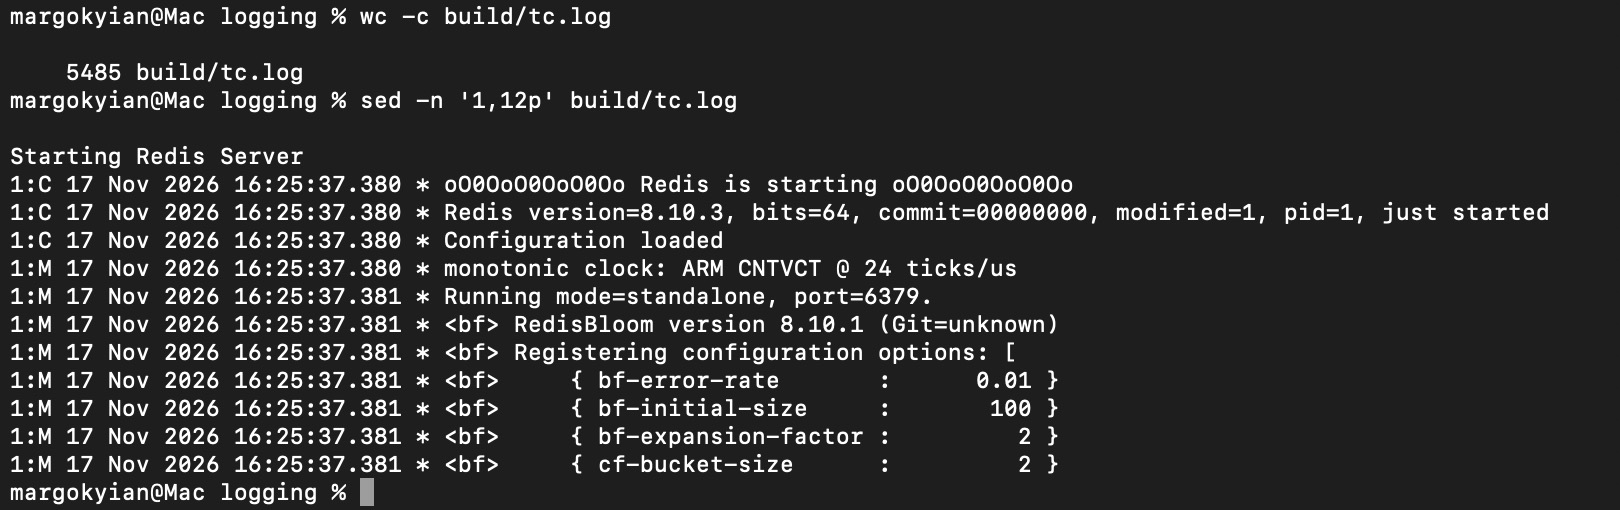 margokyian@Mac logging % wc -c build/tc.log
5485 build/tc.log
margokyian@Mac logging % sed -n '1,12p' build/tc.log
Starting Redis Server
1:C 17 Nov 2026 16:25:37.380 * oO0OoO0OoO0Oo Redis is starting oO0OoO0OoO0Oo
1:C 17 Nov 2026 16:25:37.380 * Redis version=8.10.3, bits=64, commit=00000000, modified=1, pid=1, just started
1:C 17 Nov 2026 16:25:37.380 * Configuration loaded
1:M 17 Nov 2026 16:25:37.380 * monotonic clock: ARM CNTVCT @ 24 ticks/us
1:M 17 Nov 2026 16:25:37.381 * Running mode=standalone, port=6379.
1:M 17 Nov 2026 16:25:37.381 * <bf> RedisBloom version 8.10.1 (Git=unknown)
1:M 17 Nov 2026 16:25:37.381 * <bf> Registering configuration options: [
1:M 17 Nov 2026 16:25:37.381 * <bf>     { bf-error-rate       :      0.01 }
1:M 17 Nov 2026 16:25:37.381 * <bf>     { bf-initial-size     :       100 }
1:M 17 Nov 2026 16:25:37.381 * <bf>     { bf-expansion-factor :         2 }
1:M 17 Nov 2026 16:25:37.381 * <bf>     { cf-bucket-size      :         2 }
margokyian@Mac logging %